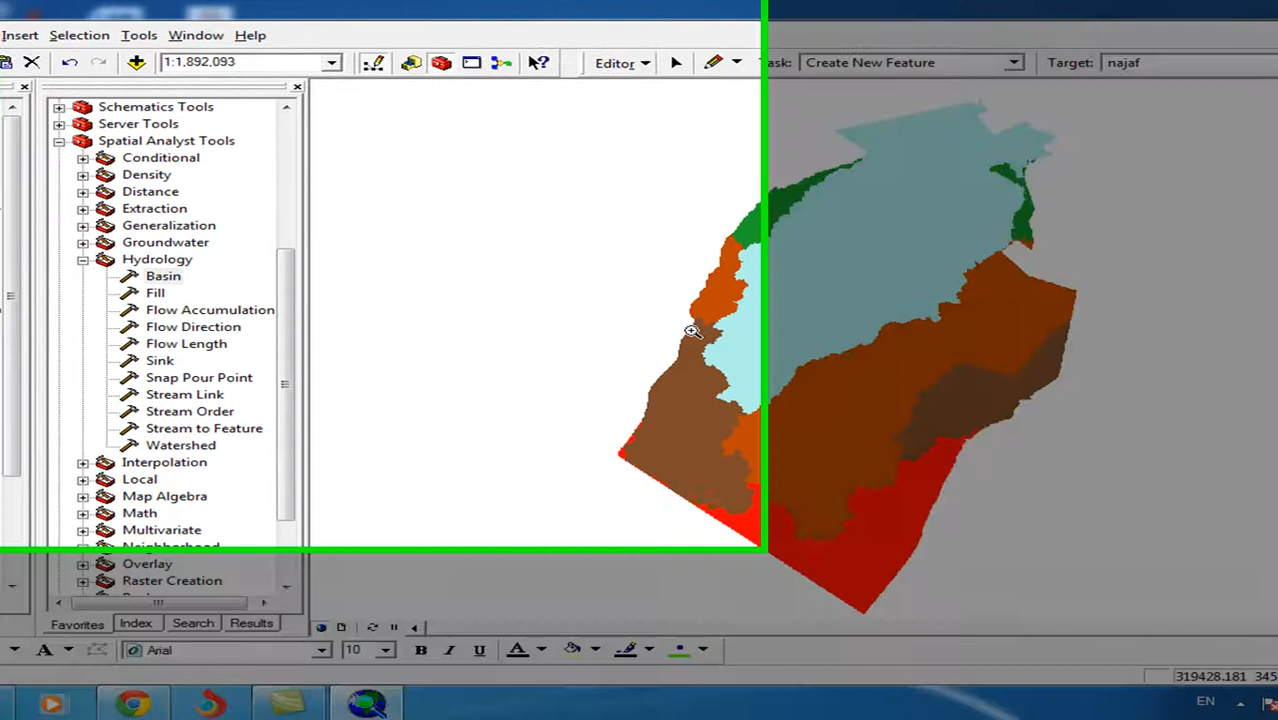 Insert Selection Tools Window Help
1:1,892,093 Editor Task: Create New Feature Target: najaf
Schematics Tools
Server Tools
Spatial Analyst Tools
Conditional
Density
Distance
Extraction
Generalization
Groundwater
Hydrology
Basin
Fill
Flow Accumulation
Flow Direction
Flow Length
Sink
Snap Pour Point
Stream Link
Stream Order
Stream to Feature
Watershed
Interpolation
Local
Map Algebra
Math
Multivariate
Neighborhood
Overlay
Raster Creation
Favorites Index Search Results
A Arial 10 B I U A
319428.181 345
EN